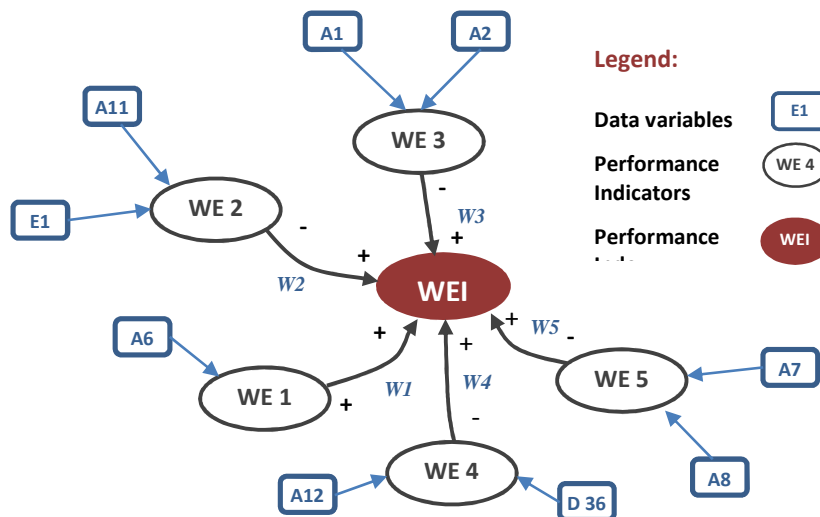 A1
A2
Legend:
A11
Data variables
E1
WE 3
Performance
Indicators
WE 4
-
WE 2
E1
W3
-
+
+
Performance
WEI
W2
WEI
A6
+
+
W5
-
+
W1
W4
WE 5
A7
WE 1
+
-
WE 4
A12
A8
D 36